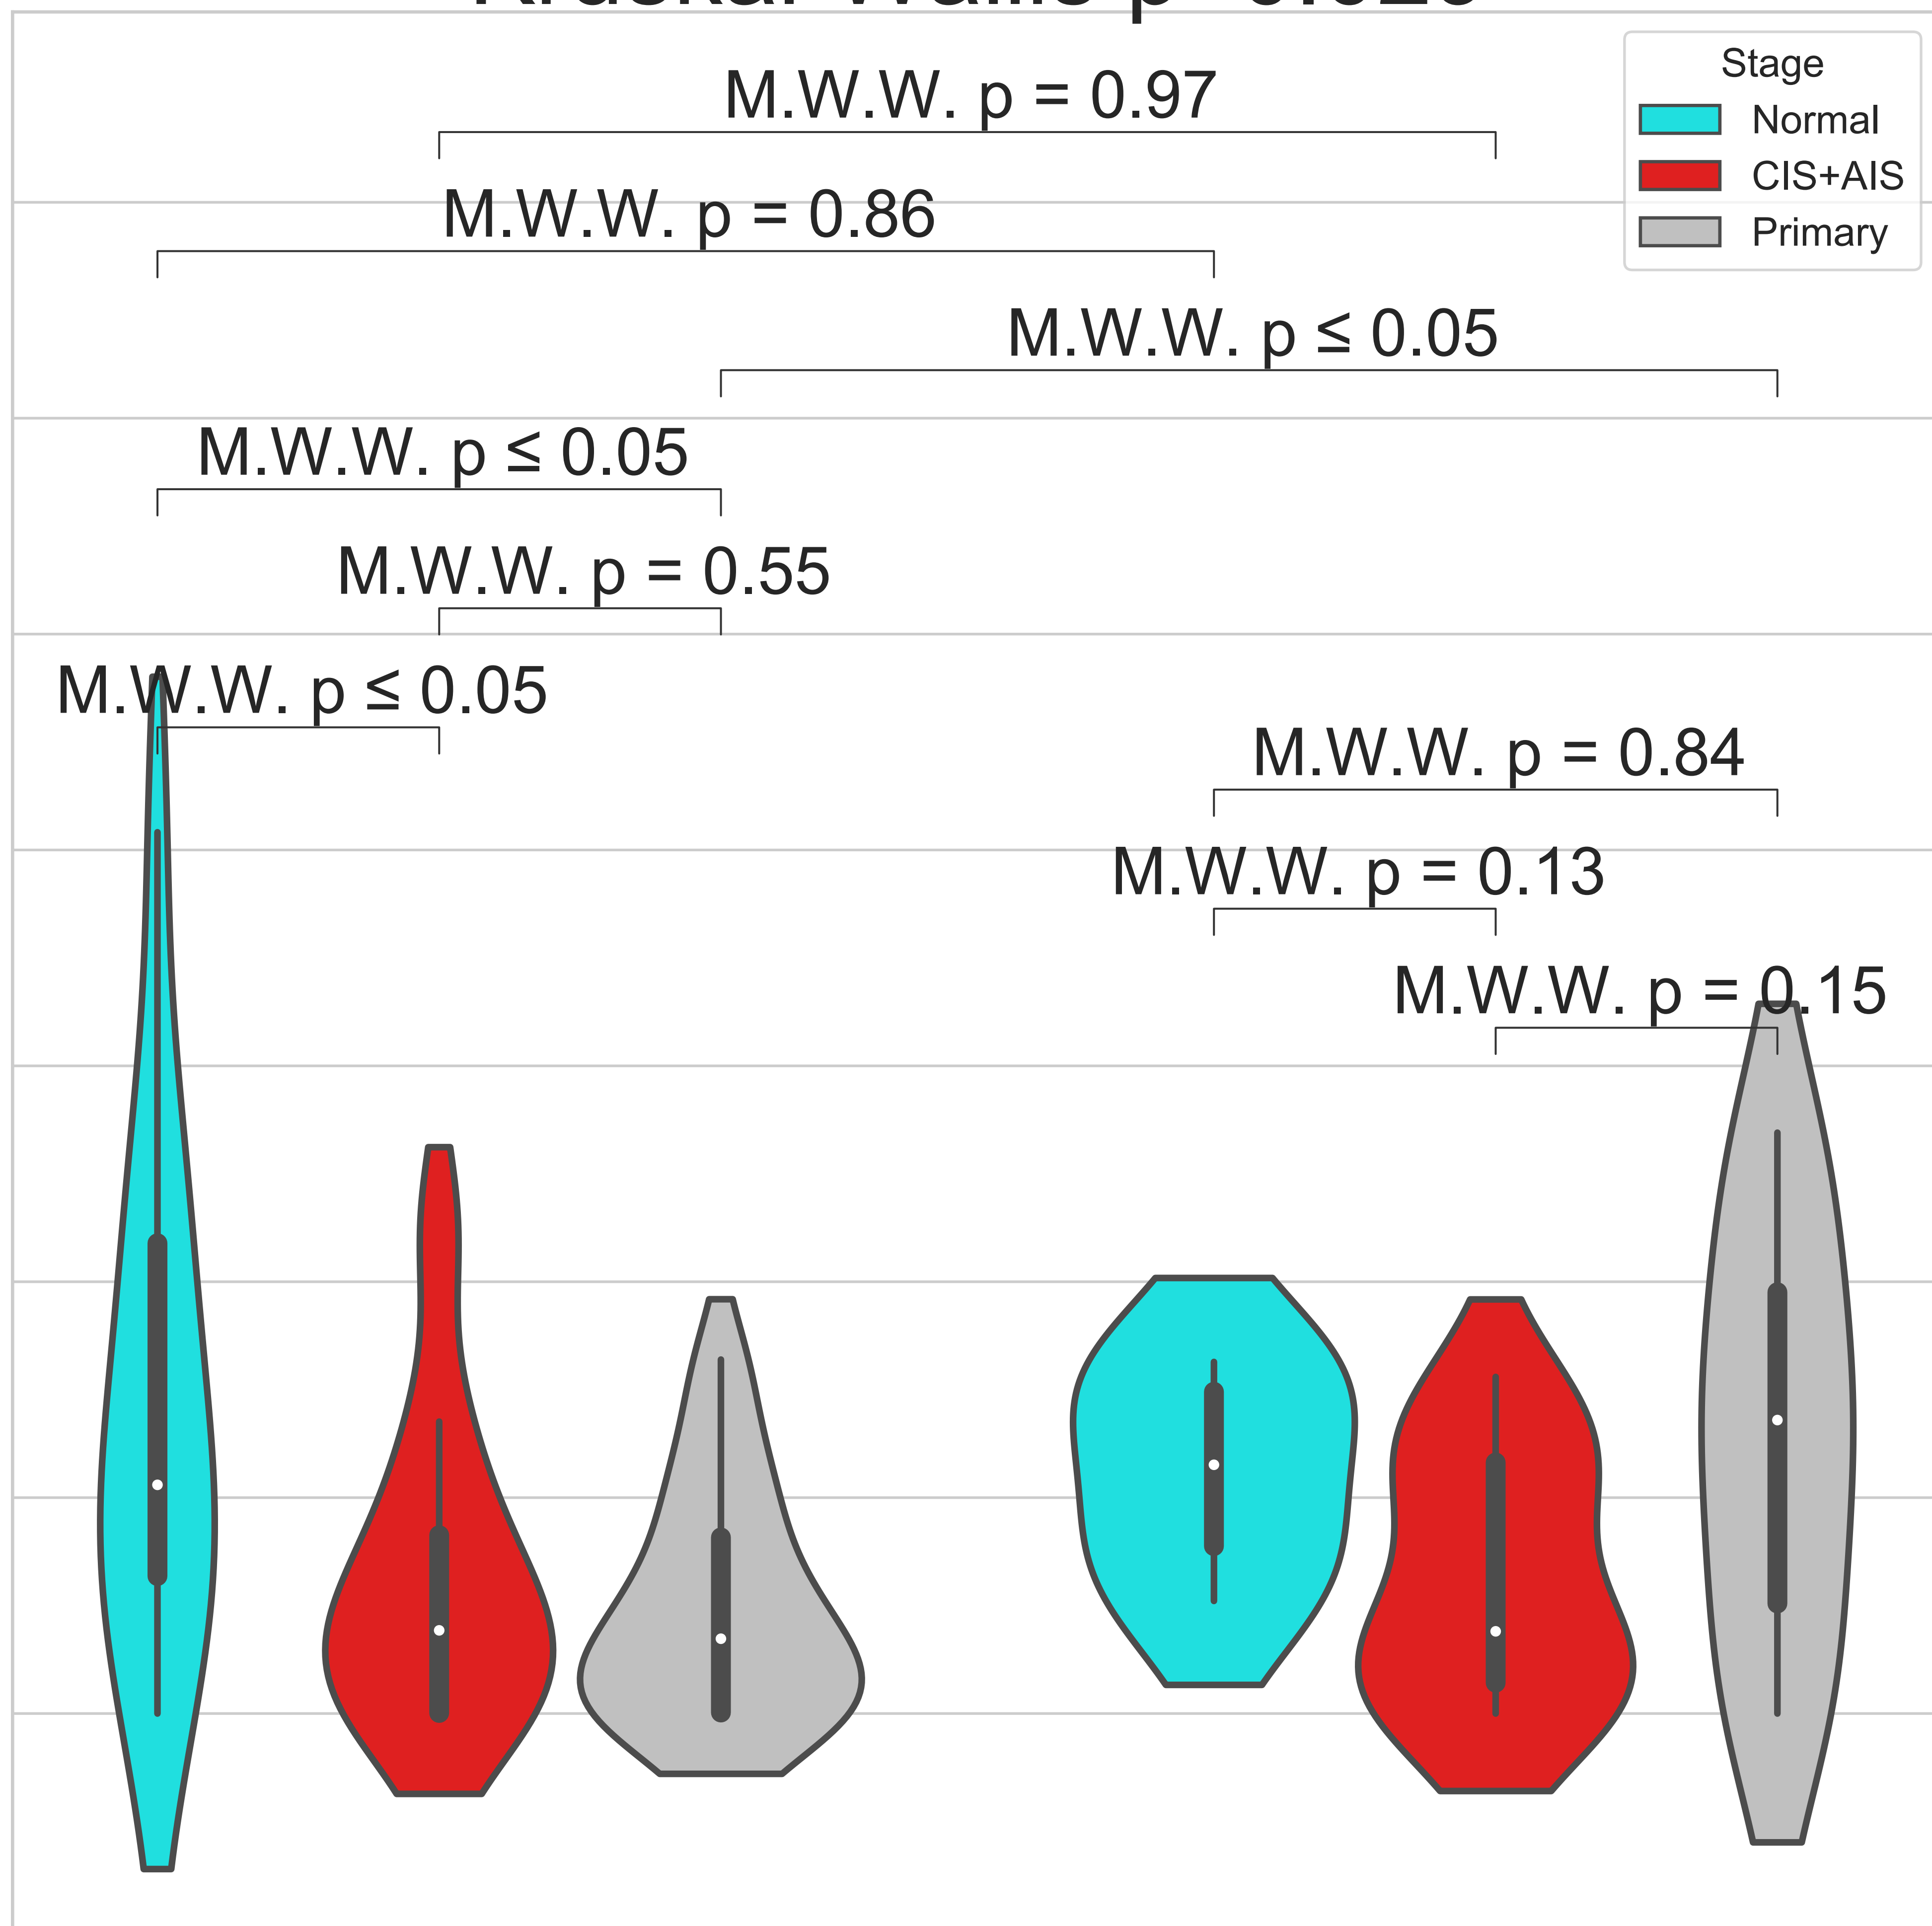 M.W.W. p = 0.97
Stage
Normal
CIS+AIS
Primary
M.W.W. p = 0.86
M.W.W. p ≤ 0.05
M.W.W. p ≤ 0.05
M.W.W. p = 0.55
M.W.W. p ≤ 0.05
M.W.W. p = 0.84
M.W.W. p = 0.13
M.W.W. p = 0.15